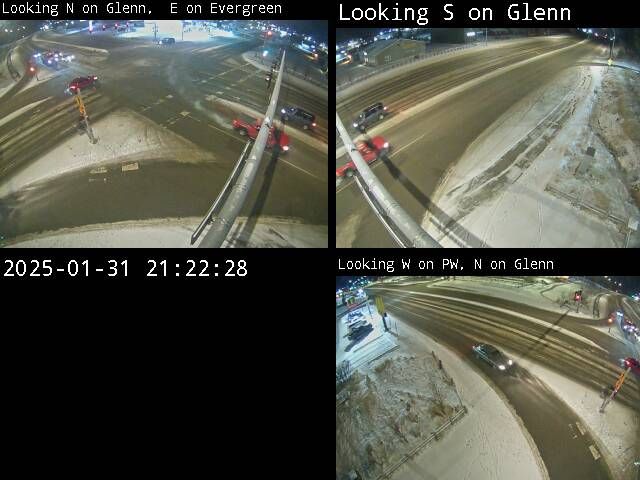 Looking N on Glenn,  E on Evergreen
Looking S on Glenn
2025-01-31 21:22:28
Looking W on PW, N on Glenn